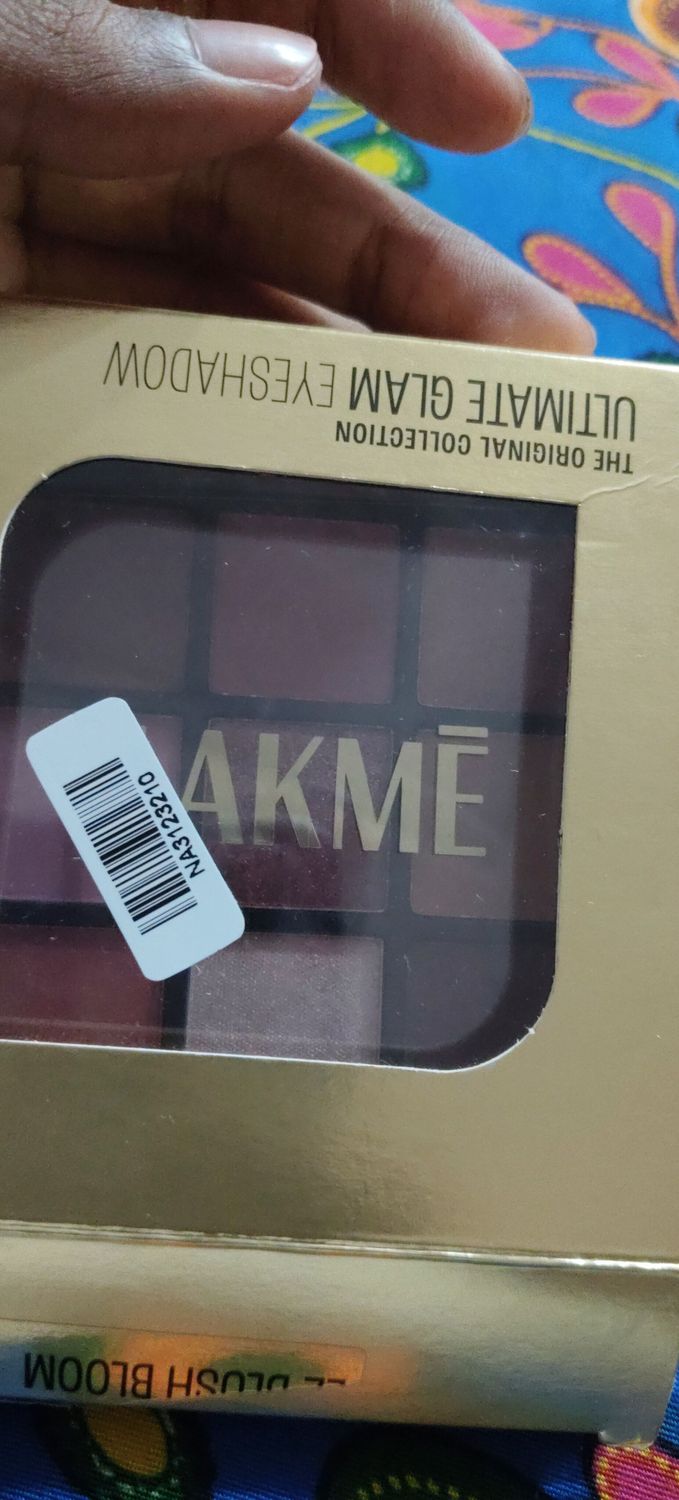 THE ORIGINAL COLLECTION
ULTIMATE GLAM EYESHADOW
AKMĒ
NA3123210
BLUSH BLOOM